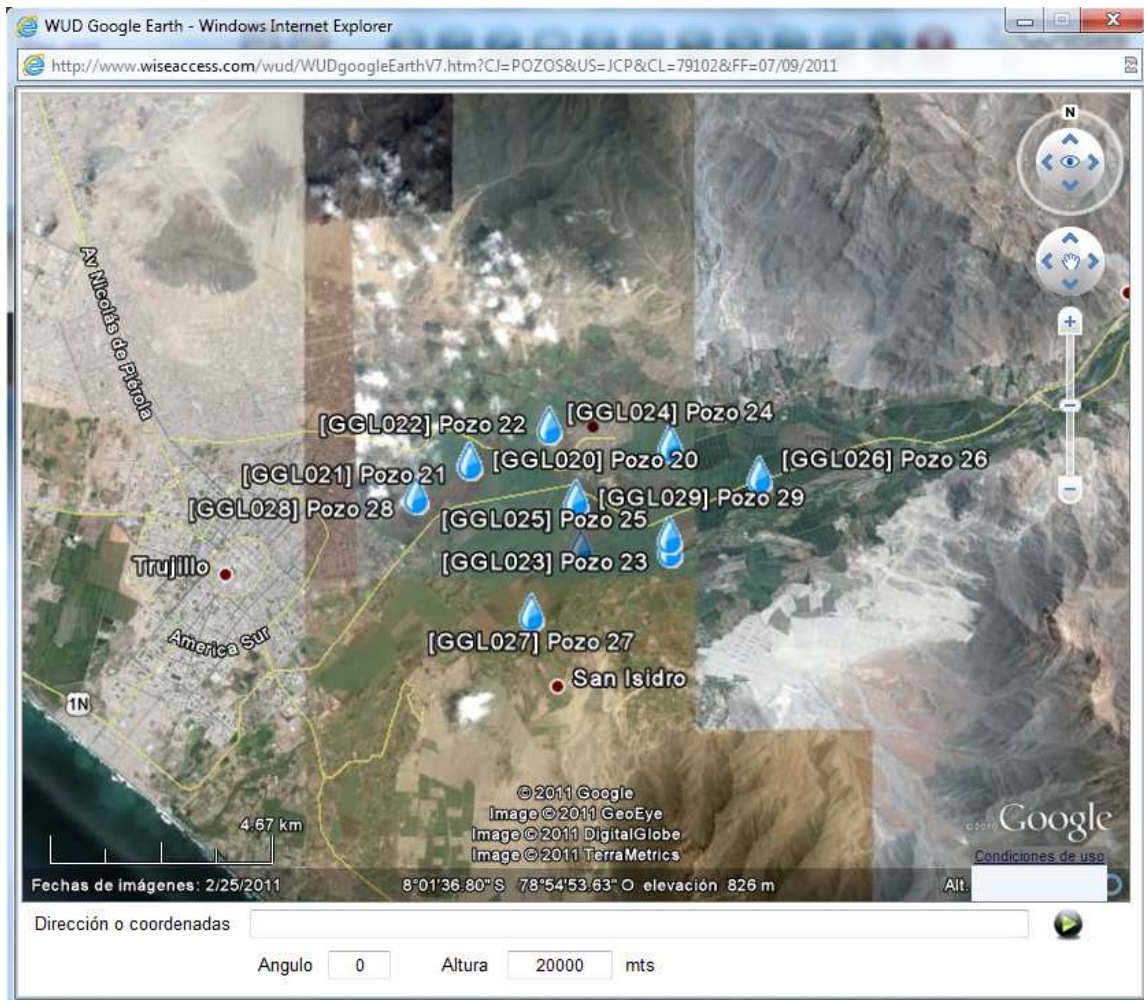 WUD Google Earth - Windows Internet Explorer
http://www.wiseaccess.com/wud/WUDgoogleEarthV7.htm?CJ=POZOS&US=JCP&CL=79102&FF=07/09/2011
N
Av Nicolás de Piérola
[GGL022] Pozo 22
[GGL024] Pozo 24
[GGL021] Pozo 21
[GGL020] Pozo 20
[GGL026] Pozo 26
[GGL028] Pozo 28
[GGL029] Pozo 29
[GGL025] Pozo 25
[GGL023] Pozo 23
Trujillo
America Sur
[GGL027] Pozo 27
San Isidro
1N
© 2011 Google
Image © 2011 GeoEye
Image © 2011 DigitalGlobe
Image © 2011 TerraMetrics
4.67 km
Google
Condiciones de uso
Fechas de imágenes: 2/25/2011
8°01'36.80" S 78°54'53.63" O elevación 826 m
Alt.
Dirección o coordenadas
Angulo 0 Altura 20000 mts